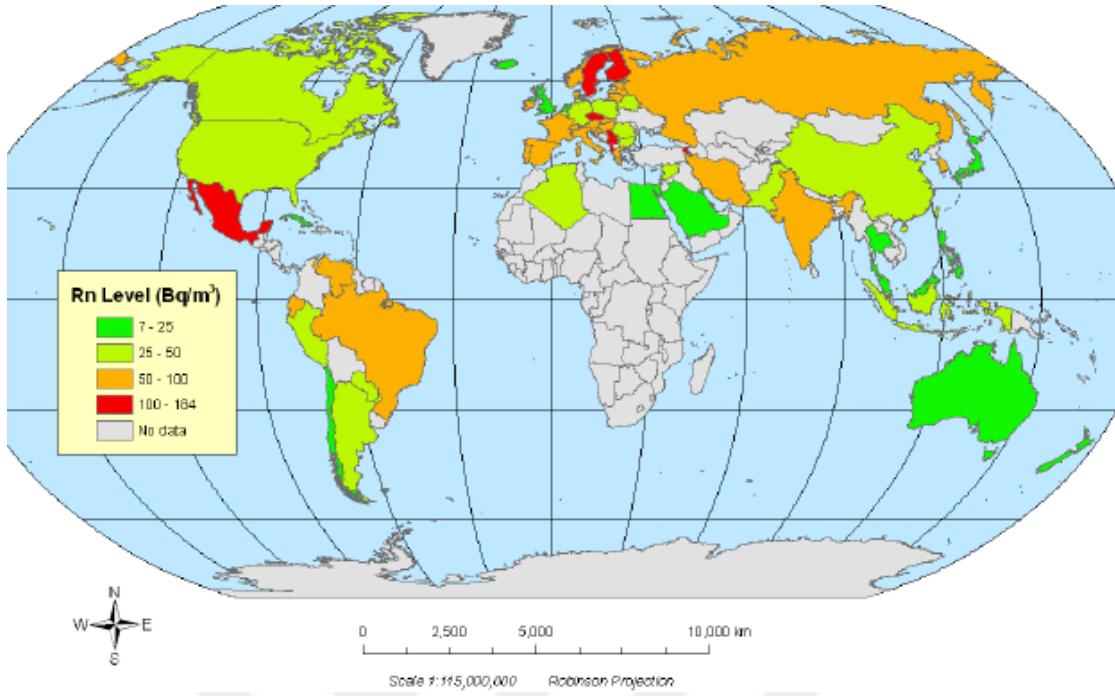 Rn Level (Bq/m³)
7 - 25
25 - 50
50 - 100
100 - 184
No data
N
W E
S
0 2,500 5,000 10,000 km
Scale 1:115,000,000 Robinson Projection